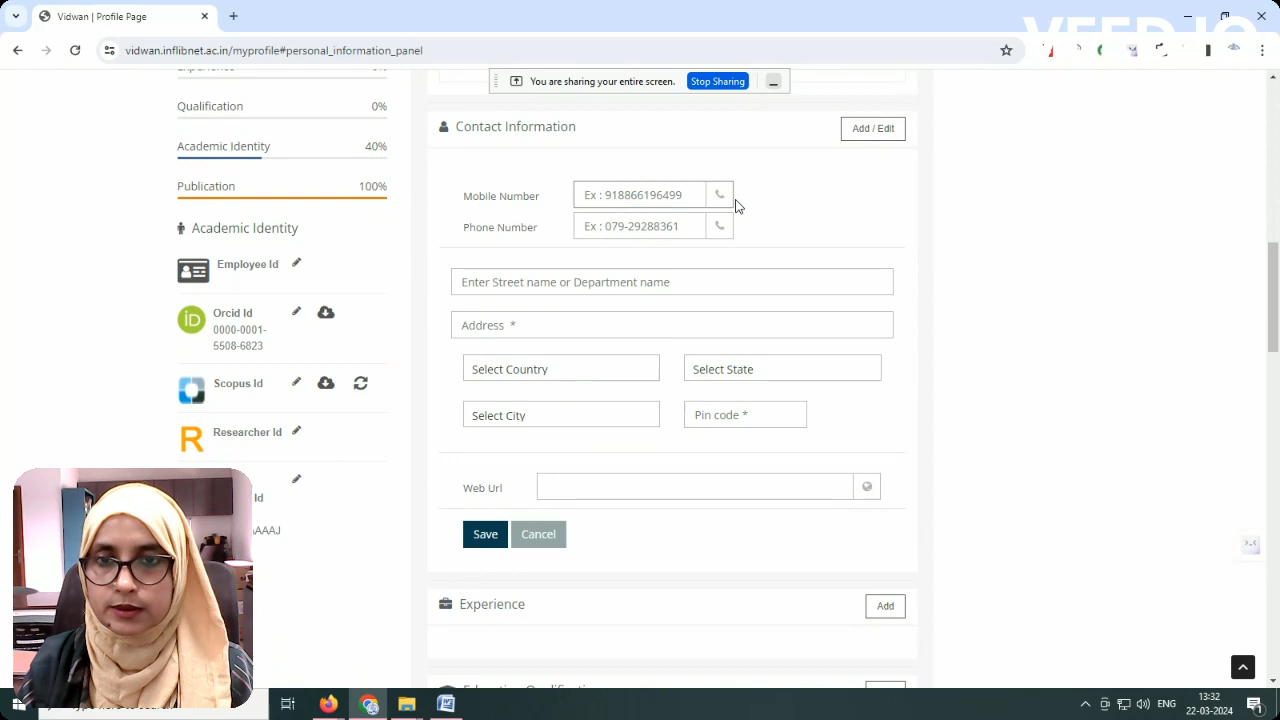 Vidwan | Profile Page
VEED.IO
vidwan.inflibnet.ac.in/myprofile#personal_information_panel
You are sharing your entire screen. Stop Sharing
Qualification 0%
Academic Identity 40%
Publication 100%
Academic Identity
Employee Id
Orcid Id
0000-0001-
5508-6823
Scopus Id
Researcher Id
Id
AAAJ
Contact Information Add / Edit
Mobile Number Ex : 918866196499
Phone Number Ex : 079-29288361
Enter Street name or Department name
Address *
Select Country Select State
Select City Pin code *
Web Url
Save Cancel
Experience Add
ENG
13:32
22-03-2024